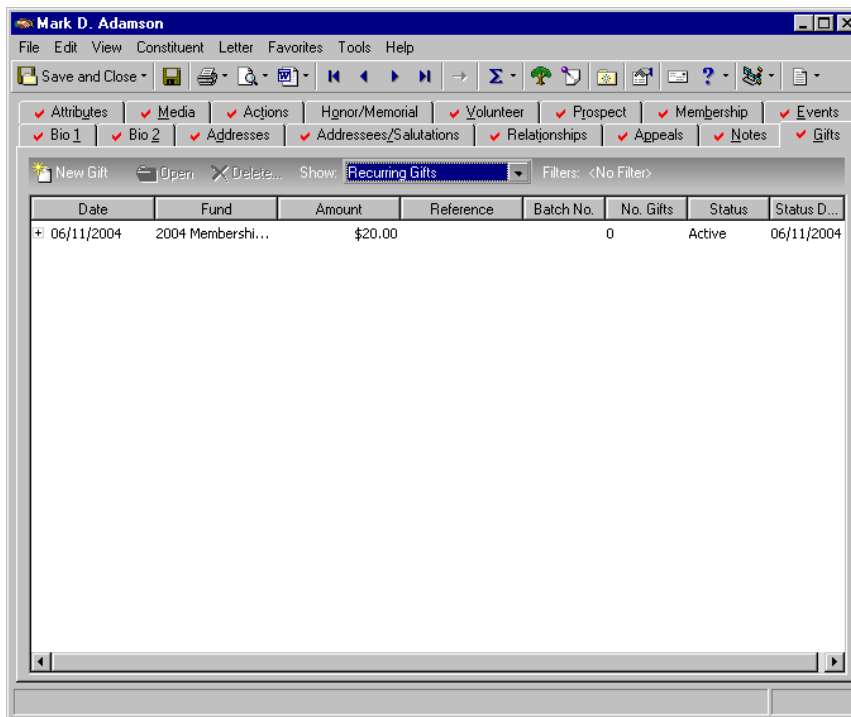 Mark D. Adamson
File Edit View Constituent Letter Favorites Tools Help
Save and Close
Attributes Media Actions Honor/Memorial Volunteer Prospect Membership Events
Bio 1 Bio 2 Addresses Addressees/Salutations Relationships Appeals Notes Gifts
New Gift Open Delete... Show: Recurring Gifts Filters: <No Filter>
Date Fund Amount Reference Batch No. No. Gifts Status Status D...
06/11/2004 2004 Membershi... $20.00 0 Active 06/11/2004